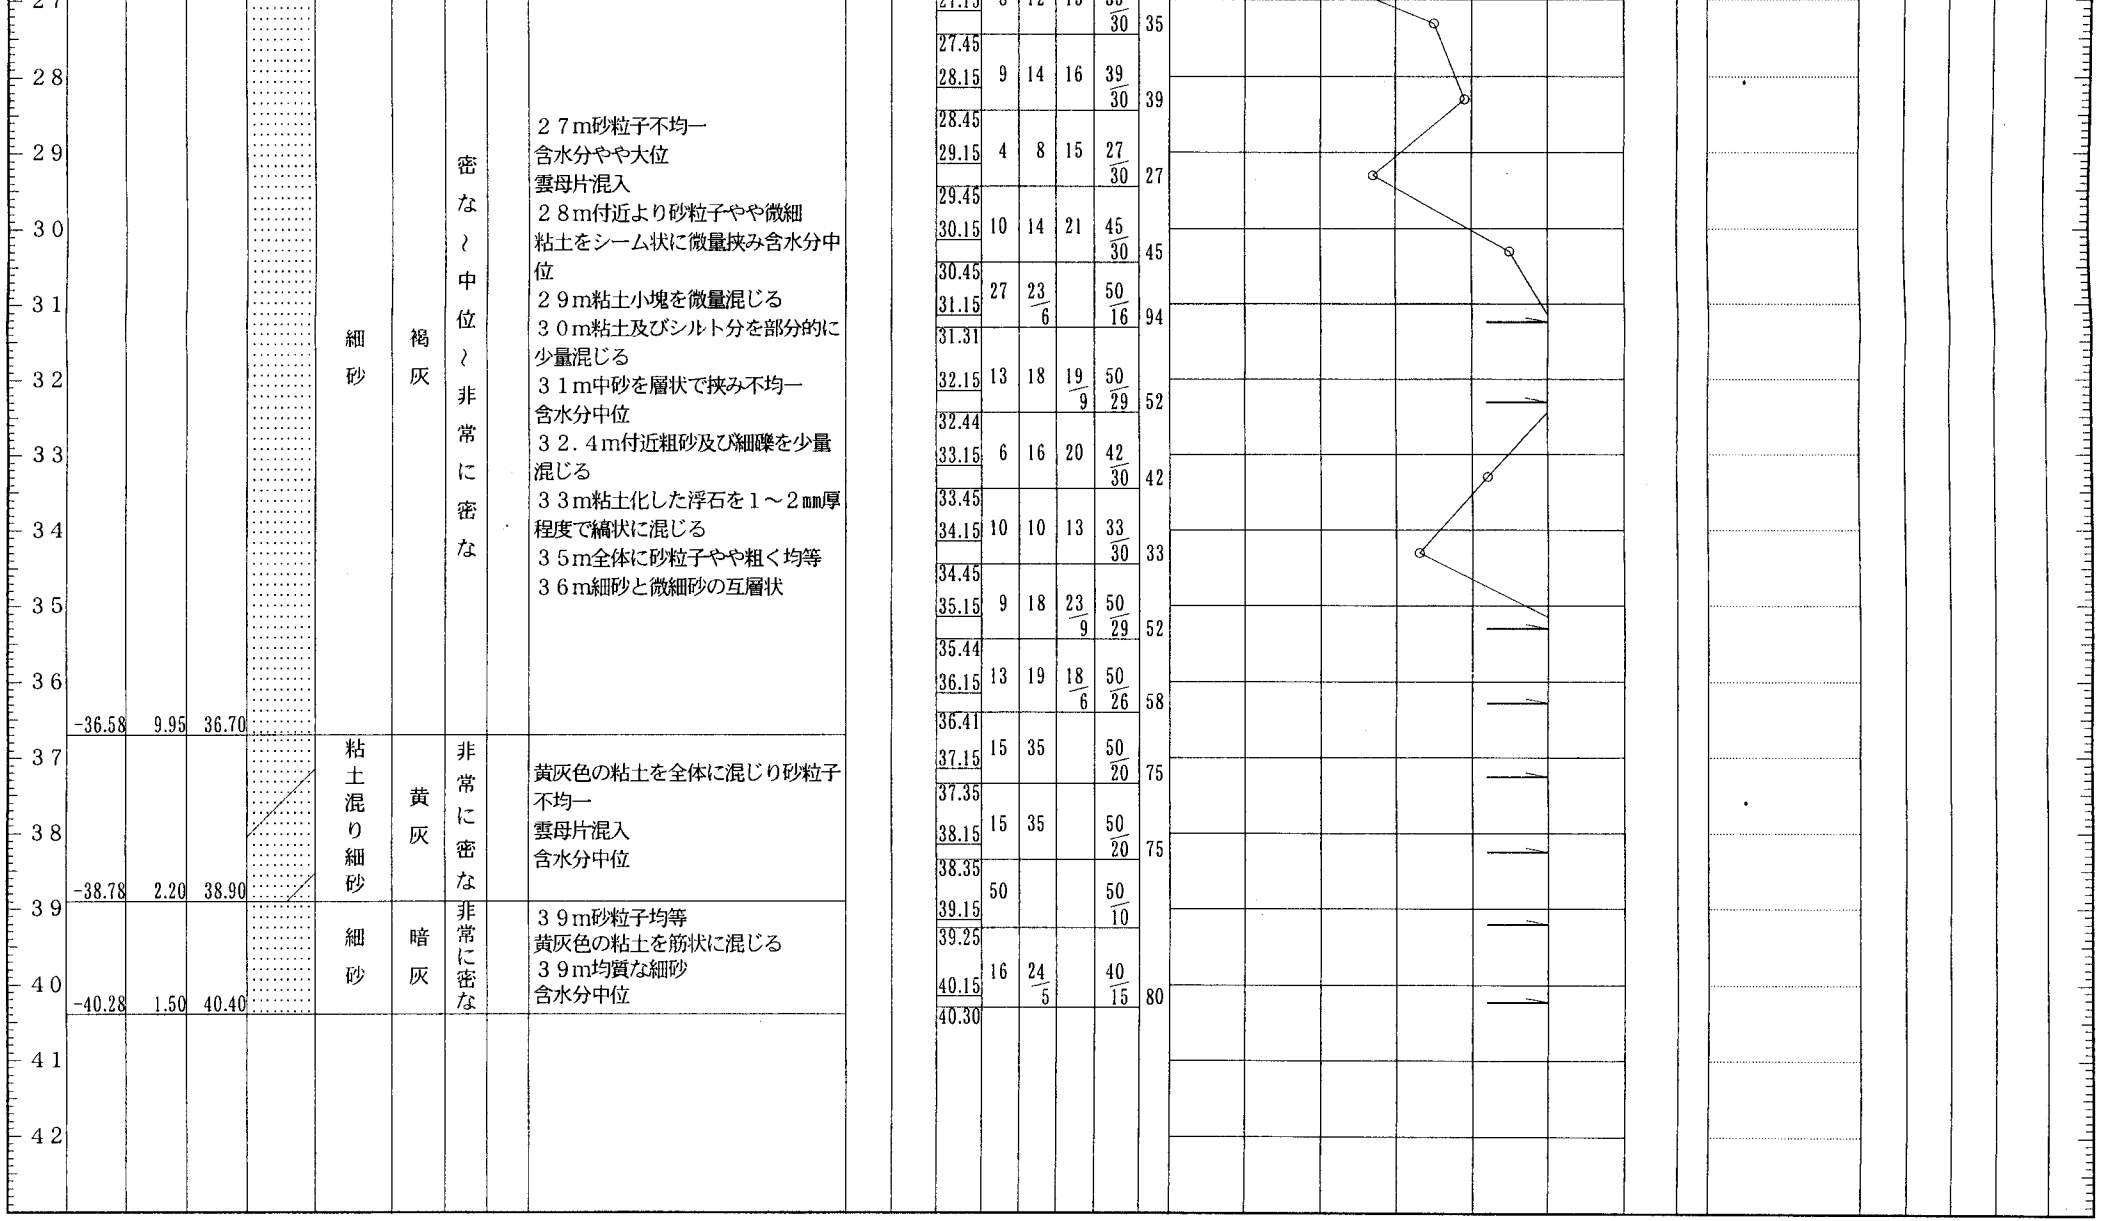 27
28
29
30
31
32
33
34
35
36
37
38
39
40
41
42
-36.58 9.95 36.70
-38.78 2.20 38.90
-40.28 1.50 40.40
細砂
褐灰
密な～中位～非常に密な
27m砂粒子不均一
含水分やや大位
雲母片混入
28m付近より砂粒子やや微細
粘土をシーム状に微量挟み含水分中
位
29m粘土小塊を微量混じる
30m粘土及びシルト分を部分的に
少量混じる
31m中砂を層状で挟み不均一
含水分中位
32.4m付近粗砂及び細礫を少量
混じる
33m粘土化した浮石を1～2㎜厚
程度で縞状に混じる
35m全体に砂粒子やや粗く均等
36m細砂と微細砂の互層状
粘土混り細砂
黄灰
非常に密な
黄灰色の粘土を全体に混じり砂粒子
不均一
雲母片混入
含水分中位
細砂
暗灰
非常に密な
39m砂粒子均等
黄灰色の粘土を筋状に混じる
39m均質な細砂
含水分中位
30 35
27.45
28.15 9 14 16 39
30 39
28.45
29.15 4 8 15 27
30 27
29.45
30.15 10 14 21 45
30 45
30.45
31.15 27 23 50
6 16 94
31.31
32.15 13 18 19 50
9 29 52
32.44
33.15 6 16 20 42
30 42
33.45
34.15 10 10 13 33
30 33
34.45
35.15 9 18 23 50
9 29 52
35.44
36.15 13 19 18 50
6 26 58
36.41
37.15 15 35 50
20 75
37.35
38.15 15 35 50
20 75
38.35
39.15 50 50
10
39.25
40.15 16 24 40
5 15 80
40.30